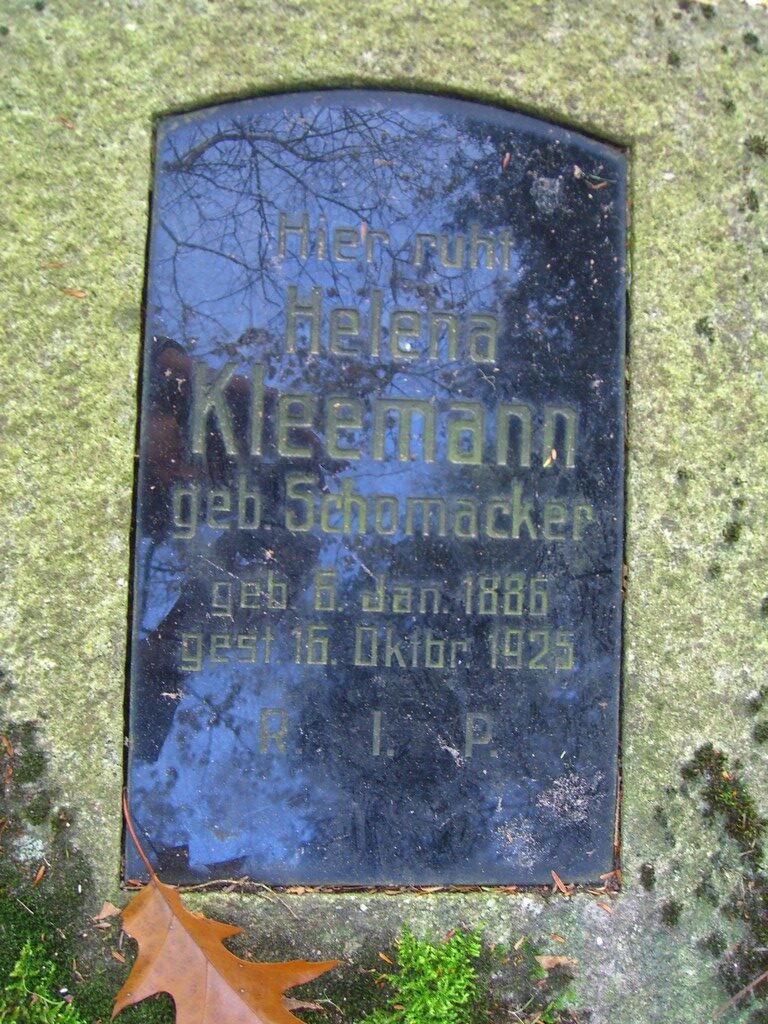 Hier ruht
Helena
Kleemann
geb. Schomacker
geb. 6. Jan. 1886
gest. 16. Oktbr. 1925
R. I. P.